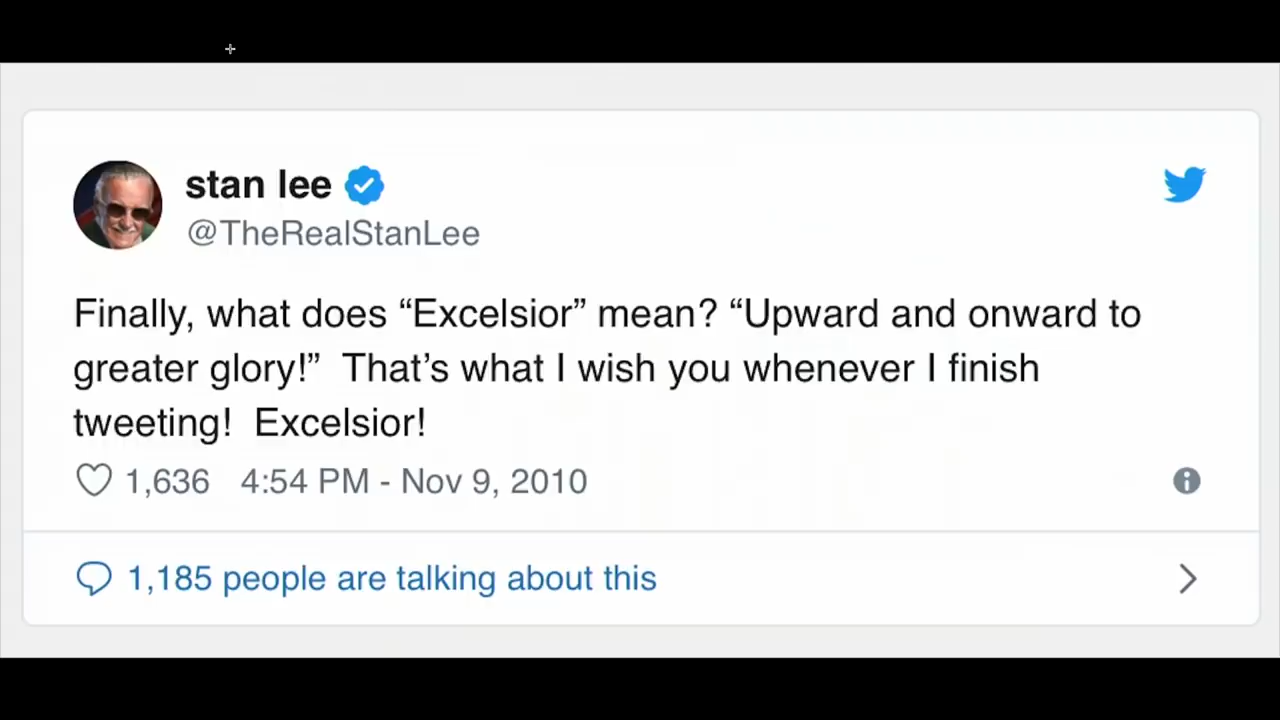 stan lee
@TheRealStanLee
Finally, what does “Excelsior” mean? “Upward and onward to
greater glory!”  That’s what I wish you whenever I finish
tweeting!  Excelsior!
1,636 4:54 PM - Nov 9, 2010
1,185 people are talking about this